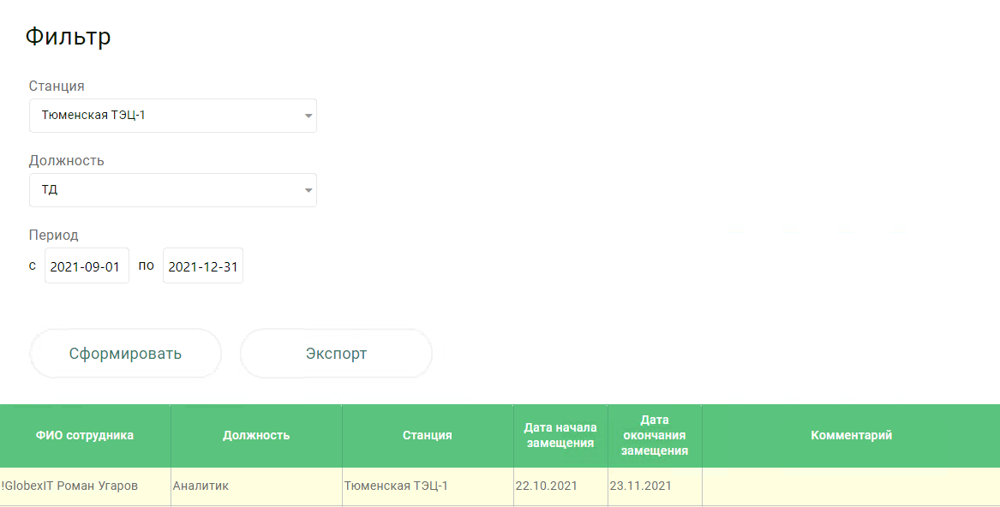 Фильтр
Станция
Тюменская ТЭЦ-1
Должность
ТД
Период
с 2021-09-01 по 2021-12-31
Сформировать Экспорт
ФИО сотрудника Должность Станция Дата начала замещения Дата окончания замещения Комментарий
!GlobexIT Роман Угаров Аналитик Тюменская ТЭЦ-1 22.10.2021 23.11.2021